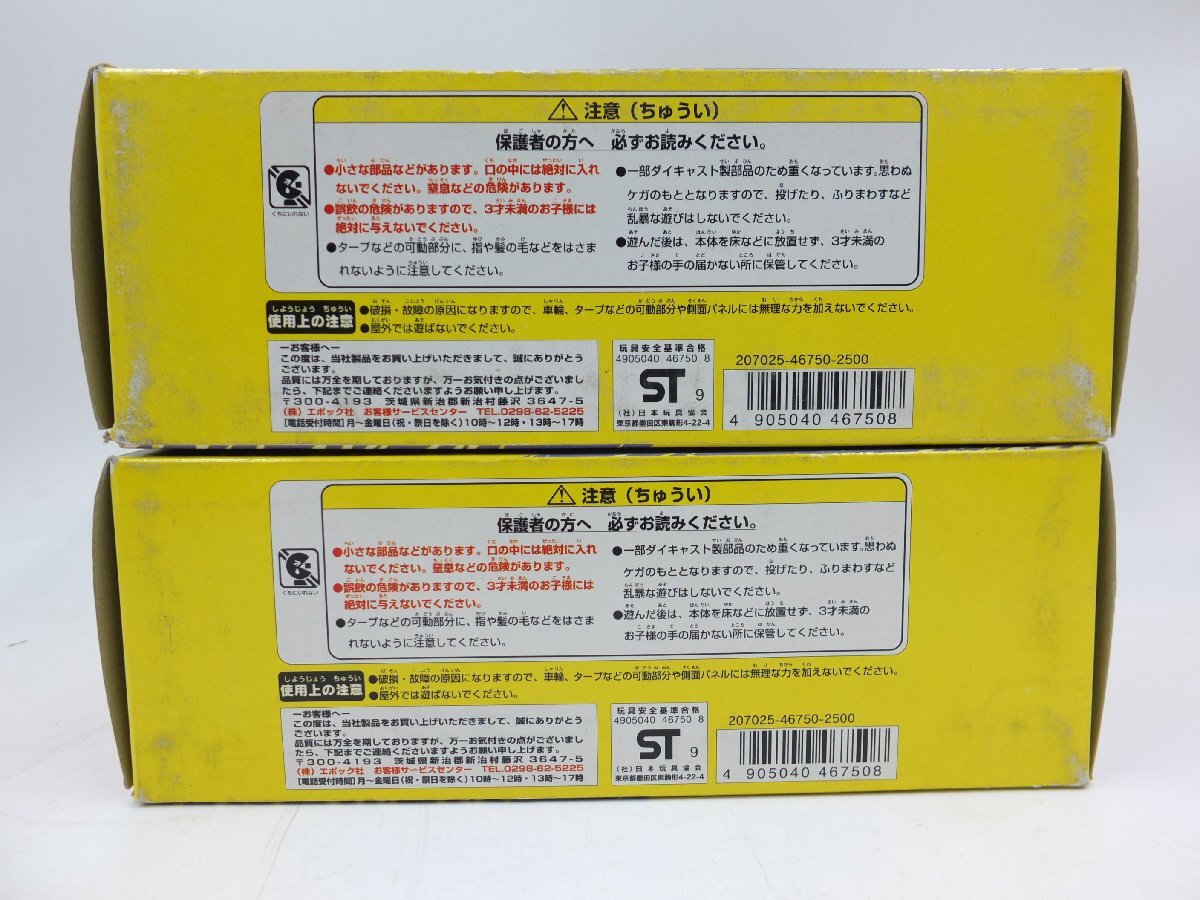 注意（ちゅうい）
保護者の方へ 必ずお読みください。
●小さな部品などがあります。口の中には絶対に入れ
ないでください。窒息などの危険があります。
●誤飲の危険がありますので、3才未満のお子様には
絶対に与えないでください。
●タープなどの可動部分に、指や髪の毛などをはさま
れないように注意してください。
●一部ダイキャスト製部品のため重くなっています。思わぬ
ケガのもととなりますので、投げたり、ふりまわすなど
乱暴な遊びはしないでください。
●遊んだ後は、本体を床などに放置せず、3才未満の
お子様の手の届かない所に保管してください。
くちにいれない
しようじょう ちゅうい
使用上の注意
●破損・故障の原因になりますので、車輪、タープなどの可動部分や側面パネルには無理な力を加えないでください。
●屋外では遊ばないでください。
―お客様へ―
この度は、当社製品をお買い上げいただきまして、誠にありがとう
ございます。
品質には万全を期しておりますが、万一お気付きの点がございまし
たら、下記までご連絡くださいますようお願い申し上げます。
〒300-4193 茨城県新治郡新治村藤沢 3647-5
（株）エポック社 お客様サービスセンター TEL.0298-62-5225
[電話受付時間] 月～金曜日(祝・祭日を除く)10時～12時・13時～17時
玩具安全基準合格
4905040 46750 8
ST 9
(社)日本玩具協会
東京都墨田区東駒形4-22-4
207025-46750-2500
4 905040 467508
注意（ちゅうい）
保護者の方へ 必ずお読みください。
●小さな部品などがあります。口の中には絶対に入れ
ないでください。窒息などの危険があります。
●誤飲の危険がありますので、3才未満のお子様には
絶対に与えないでください。
●タープなどの可動部分に、指や髪の毛などをはさま
れないように注意してください。
●一部ダイキャスト製部品のため重くなっています。思わぬ
ケガのもととなりますので、投げたり、ふりまわすなど
乱暴な遊びはしないでください。
●遊んだ後は、本体を床などに放置せず、3才未満の
お子様の手の届かない所に保管してください。
くちにいれない
しようじょう ちゅうい
使用上の注意
●破損・故障の原因になりますので、車輪、タープなどの可動部分や側面パネルには無理な力を加えないでください。
●屋外では遊ばないでください。
―お客様へ―
この度は、当社製品をお買い上げいただきまして、誠にありがとう
ございます。
品質には万全を期しておりますが、万一お気付きの点がございまし
たら、下記までご連絡くださいますようお願い申し上げます。
〒300-4193 茨城県新治郡新治村藤沢 3647-5
（株）エポック社 お客様サービスセンター TEL.0298-62-5225
[電話受付時間] 月～金曜日(祝・祭日を除く)10時～12時・13時～17時
玩具安全基準合格
4905040 46750 8
ST 9
(社)日本玩具協会
東京都墨田区東駒形4-22-4
207025-46750-2500
4 905040 467508